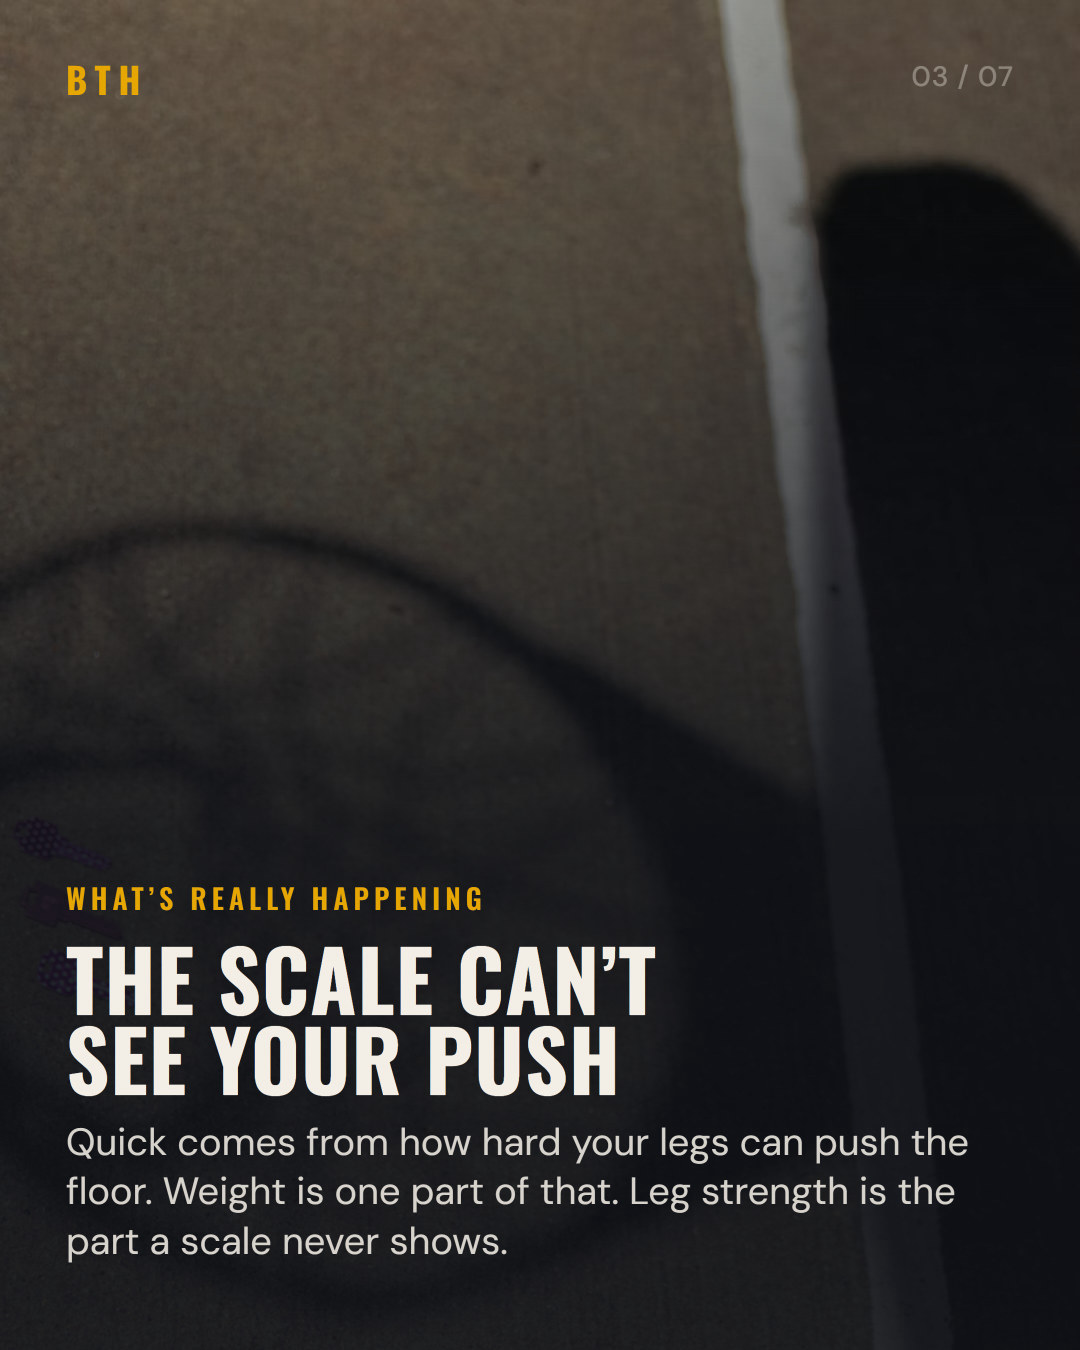 BTH
03 / 07
WHAT’S REALLY HAPPENING
THE SCALE CAN’T
SEE YOUR PUSH
Quick comes from how hard your legs can push the
floor. Weight is one part of that. Leg strength is the
part a scale never shows.